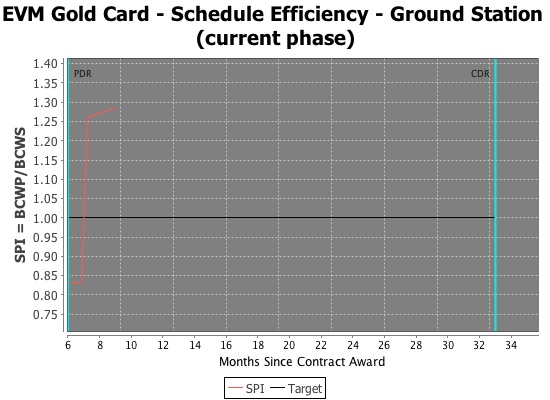 EVM Gold Card - Schedule Efficiency - Ground Station
(current phase)
SPI = BCWP/BCWS
1.40
1.35
1.30
1.25
1.20
1.15
1.10
1.05
1.00
0.95
0.90
0.85
0.80
0.75
PDR
CDR
6 8 10 12 14 16 18 20 22 24 26 28 30 32 34
Months Since Contract Award
SPI Target